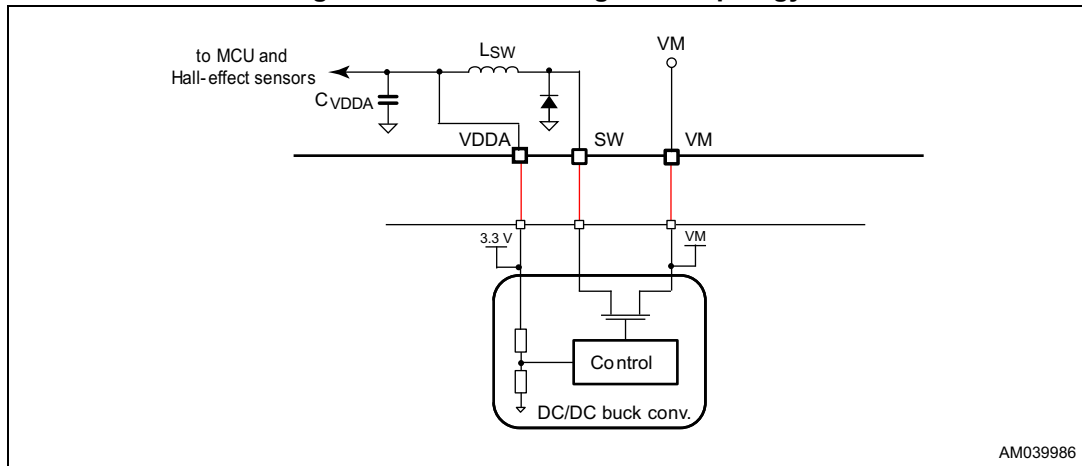 to MCU and
Hall-effect sensors
LSW
VM
CVDDA
VDDA
SW
VM
3.3 V
VM
Control
DC/DC buck conv.
AM039986